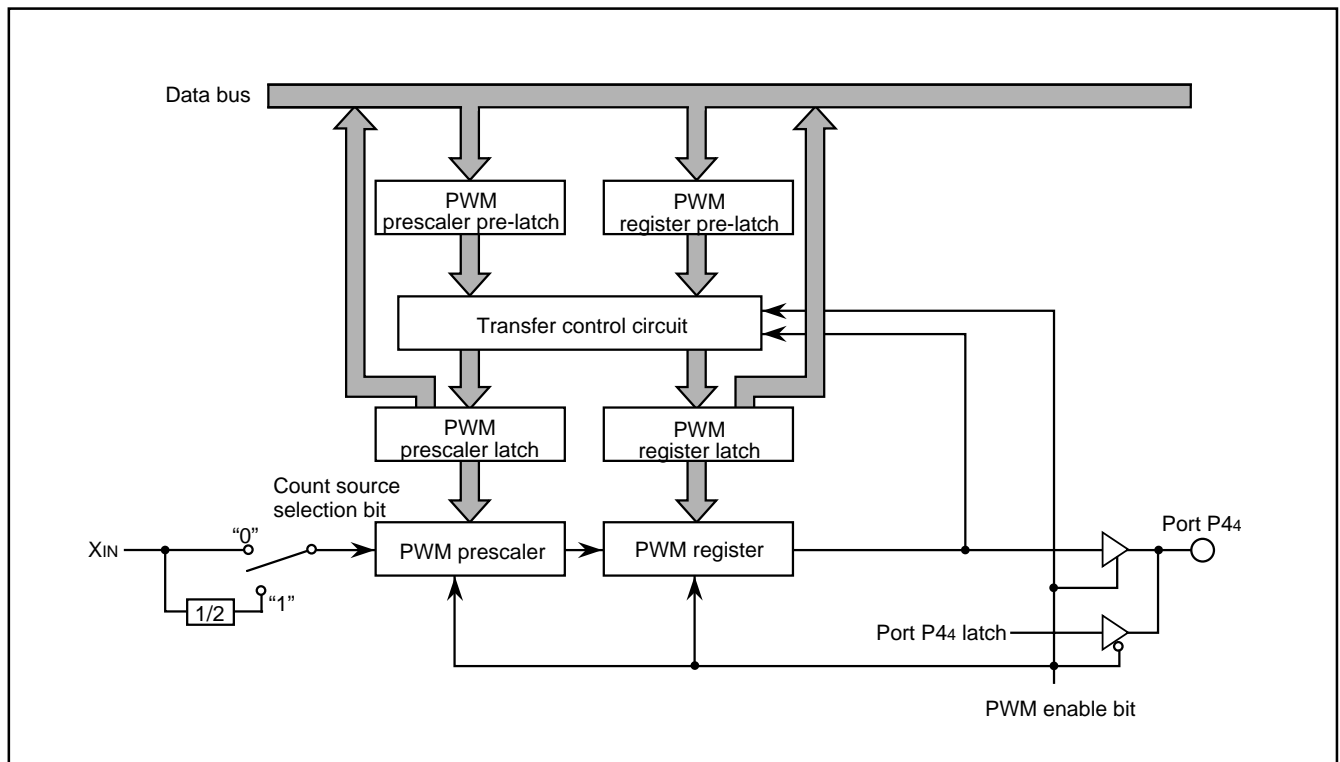 Data bus
PWM
prescaler pre-latch
PWM
register pre-latch
Transfer control circuit
PWM
prescaler latch
PWM
register latch
Count source
selection bit
Port P44
XIN
“0”
PWM prescaler
PWM register
“1”
1/2
Port P44 latch
PWM enable bit